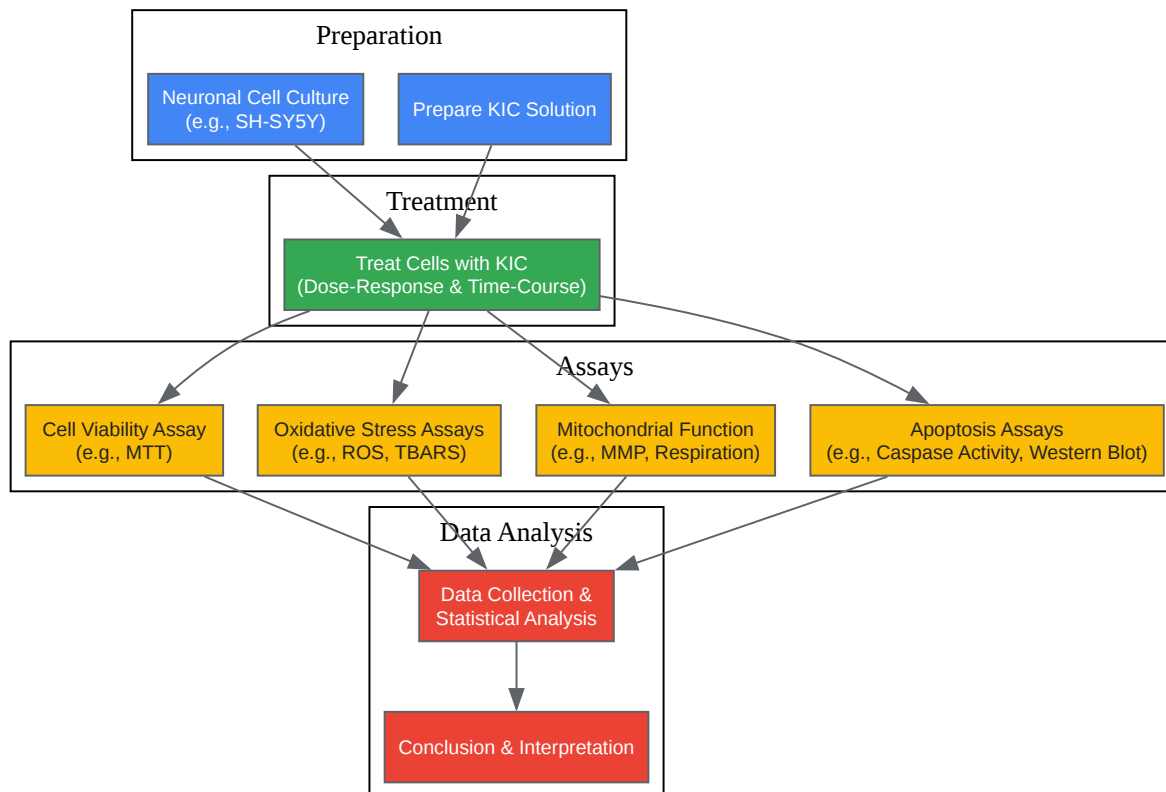 Preparation
Neuronal Cell Culture
(e.g., SH-SY5Y)
Prepare KIC Solution
Treatment
Treat Cells with KIC
(Dose-Response & Time-Course)
Assays
Cell Viability Assay
(e.g., MTT)
Oxidative Stress Assays
(e.g., ROS, TBARS)
Mitochondrial Function
(e.g., MMP, Respiration)
Apoptosis Assays
(e.g., Caspase Activity, Western Blot)
Data Analysis
Data Collection &
Statistical Analysis
Conclusion & Interpretation